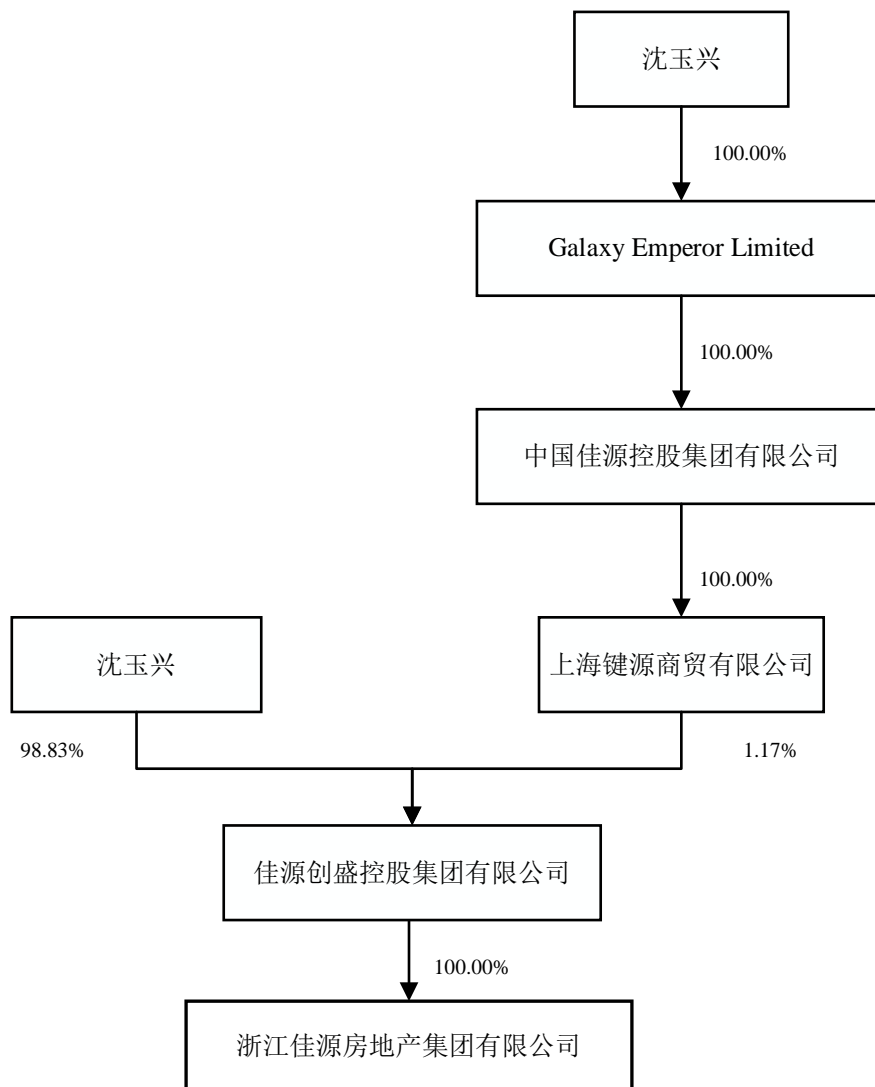 沈玉兴
100.00%
Galaxy Emperor Limited
100.00%
中国佳源控股集团有限公司
100.00%
沈玉兴
上海键源商贸有限公司
98.83%
1.17%
佳源创盛控股集团有限公司
100.00%
浙江佳源房地产集团有限公司